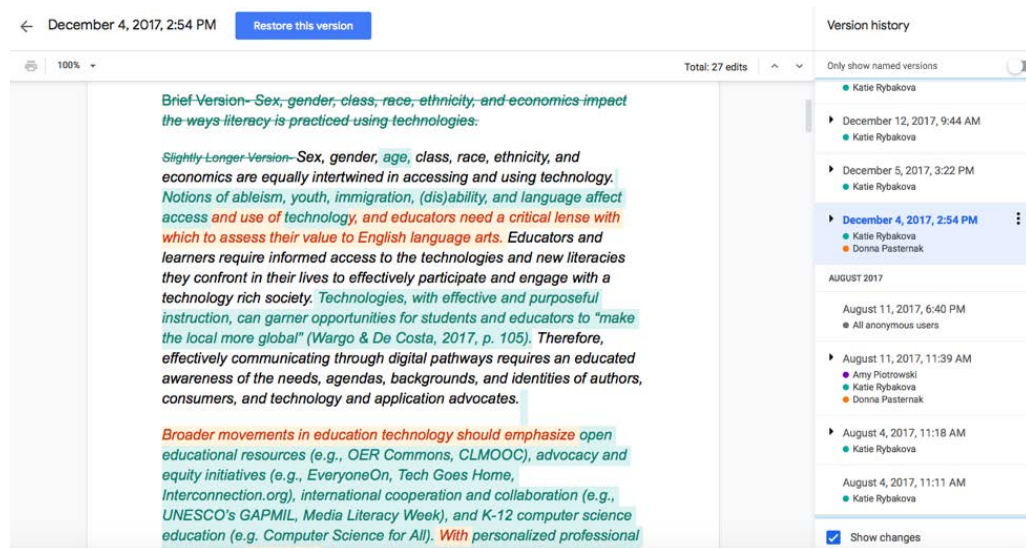 December 4, 2017, 2:54 PM
Restore this version
100%
Total: 27 edits
Brief Version- Sex, gender, class, race, ethnicity, and economics impact
the ways literacy is practiced using technologies.
Slightly Longer Version- Sex, gender, age, class, race, ethnicity, and
economics are equally intertwined in accessing and using technology.
Notions of ableism, youth, immigration, (dis)ability, and language affect
access and use of technology, and educators need a critical lense with
which to assess their value to English language arts. Educators and
learners require informed access to the technologies and new literacies
they confront in their lives to effectively participate and engage with a
technology rich society. Technologies, with effective and purposeful
instruction, can garner opportunities for students and educators to “make
the local more global” (Wargo & De Costa, 2017, p. 105). Therefore,
effectively communicating through digital pathways requires an educated
awareness of the needs, agendas, backgrounds, and identities of authors,
consumers, and technology and application advocates.
Broader movements in education technology should emphasize open
educational resources (e.g., OER Commons, CLMOOC), advocacy and
equity initiatives (e.g., EveryoneOn, Tech Goes Home,
Interconnection.org), international cooperation and collaboration (e.g.,
UNESCO’s GAPMIL, Media Literacy Week), and K-12 computer science
education (e.g. Computer Science for All). With personalized professional
Version history
Only show named versions
Katie Rybakova
December 12, 2017, 9:44 AM
Katie Rybakova
December 5, 2017, 3:22 PM
Katie Rybakova
December 4, 2017, 2:54 PM
Katie Rybakova
Donna Pasternak
AUGUST 2017
August 11, 2017, 6:40 PM
All anonymous users
August 11, 2017, 11:39 AM
Amy Piotrowski
Katie Rybakova
Donna Pasternak
August 4, 2017, 11:18 AM
Katie Rybakova
August 4, 2017, 11:11 AM
Katie Rybakova
Show changes